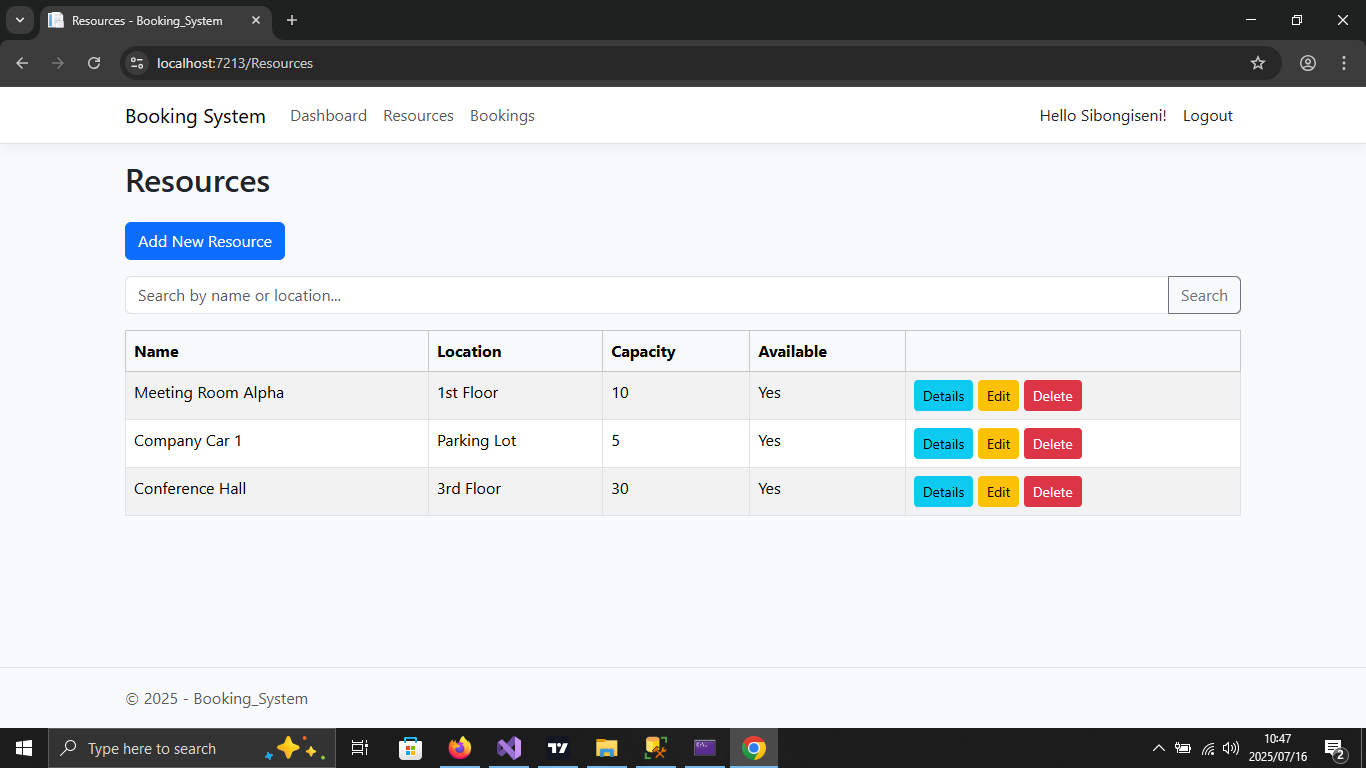 Resources - Booking_System
localhost:7213/Resources
Booking System Dashboard Resources Bookings Hello Sibongiseni! Logout
Resources
Add New Resource
Search by name or location... Search
Name Location Capacity Available
Meeting Room Alpha 1st Floor 10 Yes Details Edit Delete
Company Car 1 Parking Lot 5 Yes Details Edit Delete
Conference Hall 3rd Floor 30 Yes Details Edit Delete
© 2025 - Booking_System
Type here to search
10:47
2025/07/16
2